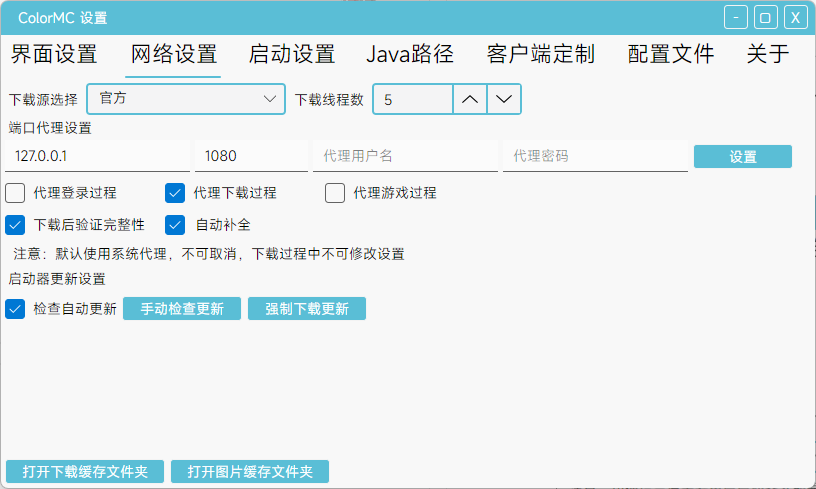 ColorMC 设置
界面设置 网络设置 启动设置 Java路径 客户端定制 配置文件 关于
下载源选择 官方 下载线程数 5
端口代理设置
127.0.0.1 1080 代理用户名 代理密码 设置
代理登录过程 代理下载过程 代理游戏过程
下载后验证完整性 自动补全
注意：默认使用系统代理，不可取消，下载过程中不可修改设置
启动器更新设置
检查自动更新 手动检查更新 强制下载更新
打开下载缓存文件夹 打开图片缓存文件夹